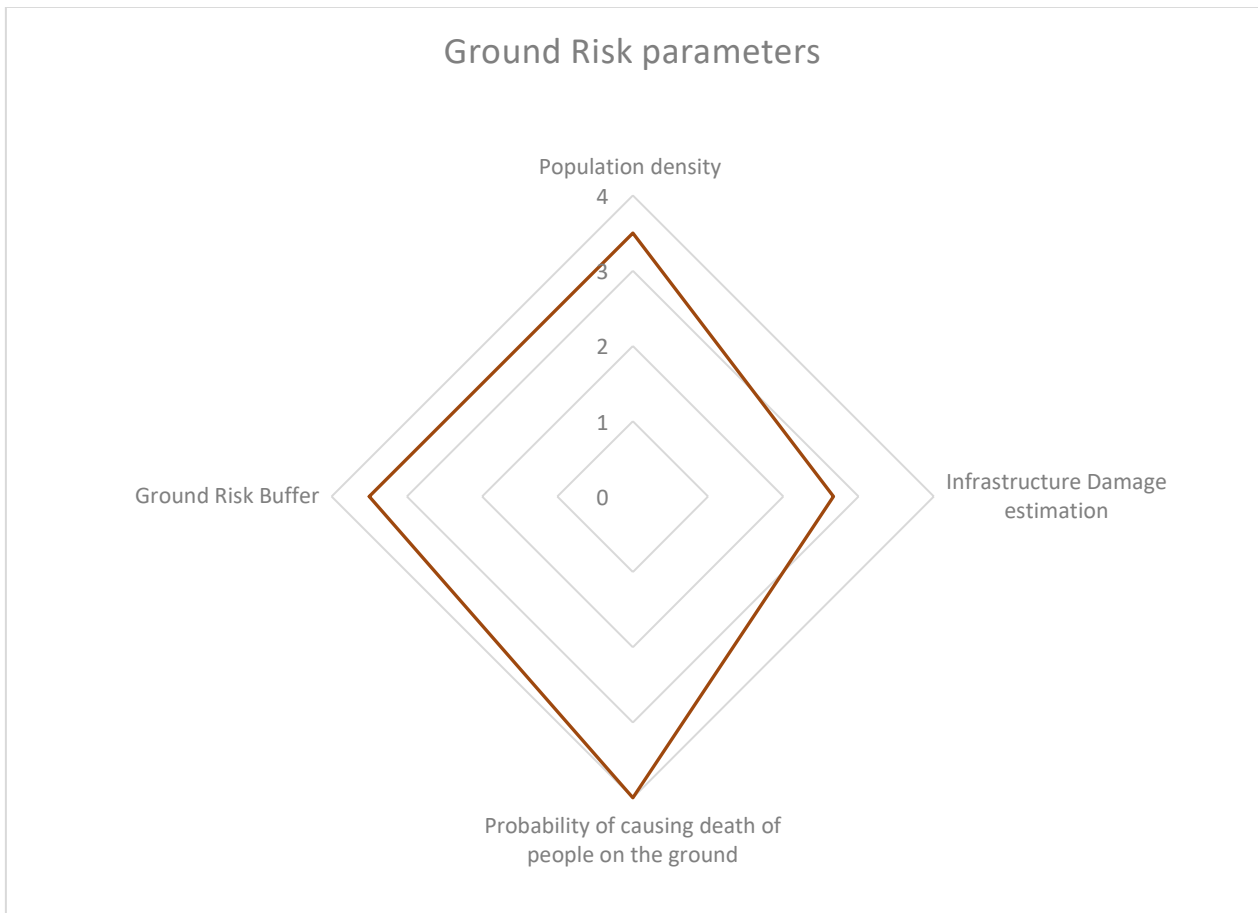 Ground Risk parameters
Population density
4
3
2
1
0
Ground Risk Buffer
Infrastructure Damage
estimation
Probability of causing death of
people on the ground